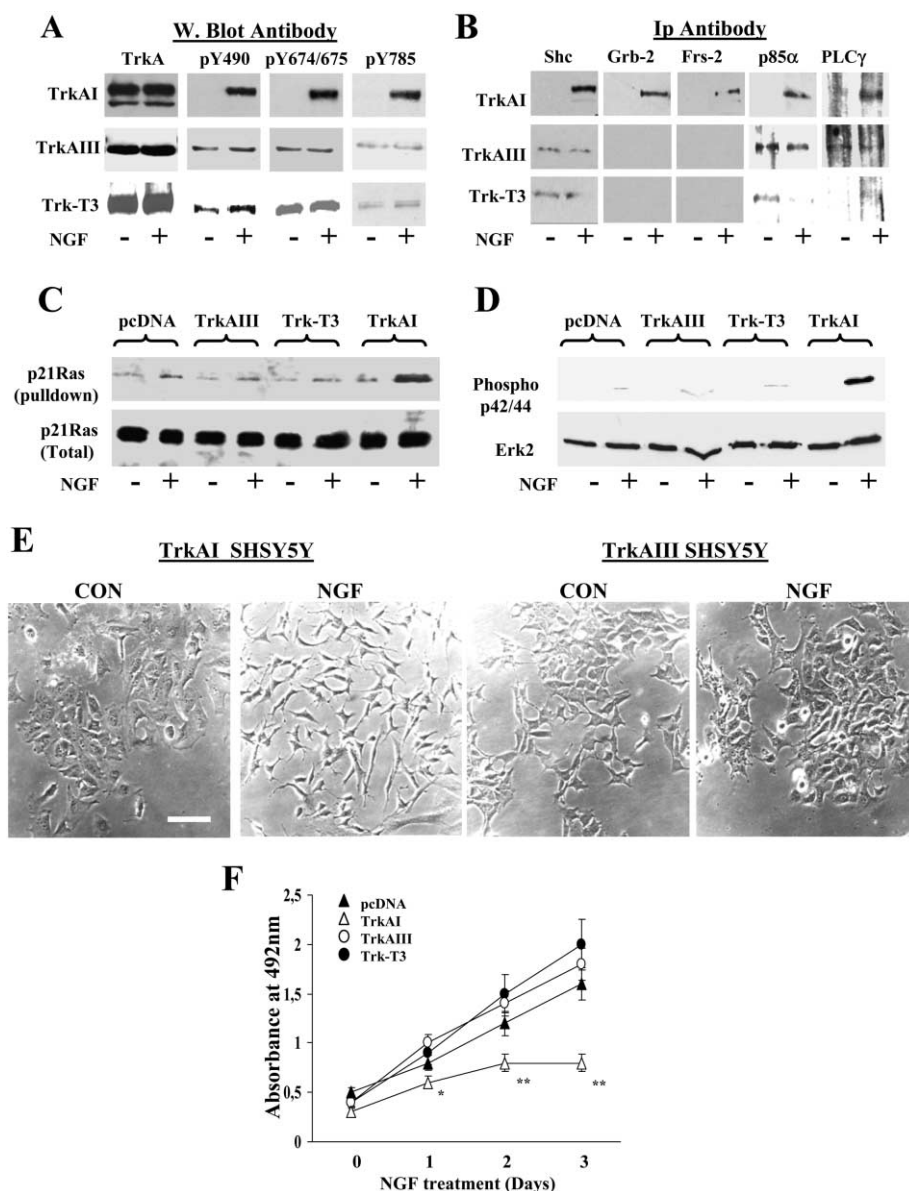 A
W. Blot Antibody
TrkA pY490 pY674/675 pY785
TrkAI
TrkAIII
Trk-T3
NGF - + - + - + - +
B
Ip Antibody
Shc Grb-2 Frs-2 p85α PLCγ
TrkAI
TrkAIII
Trk-T3
NGF - + - + - + - + - +
C
pcDNA TrkAIII Trk-T3 TrkAI
p21Ras
(pulldown)
p21Ras
(Total)
NGF - + - + - + - +
D
pcDNA TrkAIII Trk-T3 TrkAI
Phospho
p42/44
Erk2
NGF - + - + - + - +
E
TrkAI SHSY5Y TrkAIII SHSY5Y
CON NGF CON NGF
F
pcDNA
TrkAI
TrkAIII
Trk-T3
Absorbance at 492nm
2,5
2
1,5
1
0,5
0
* ** **
0 1 2 3
NGF treatment (Days)